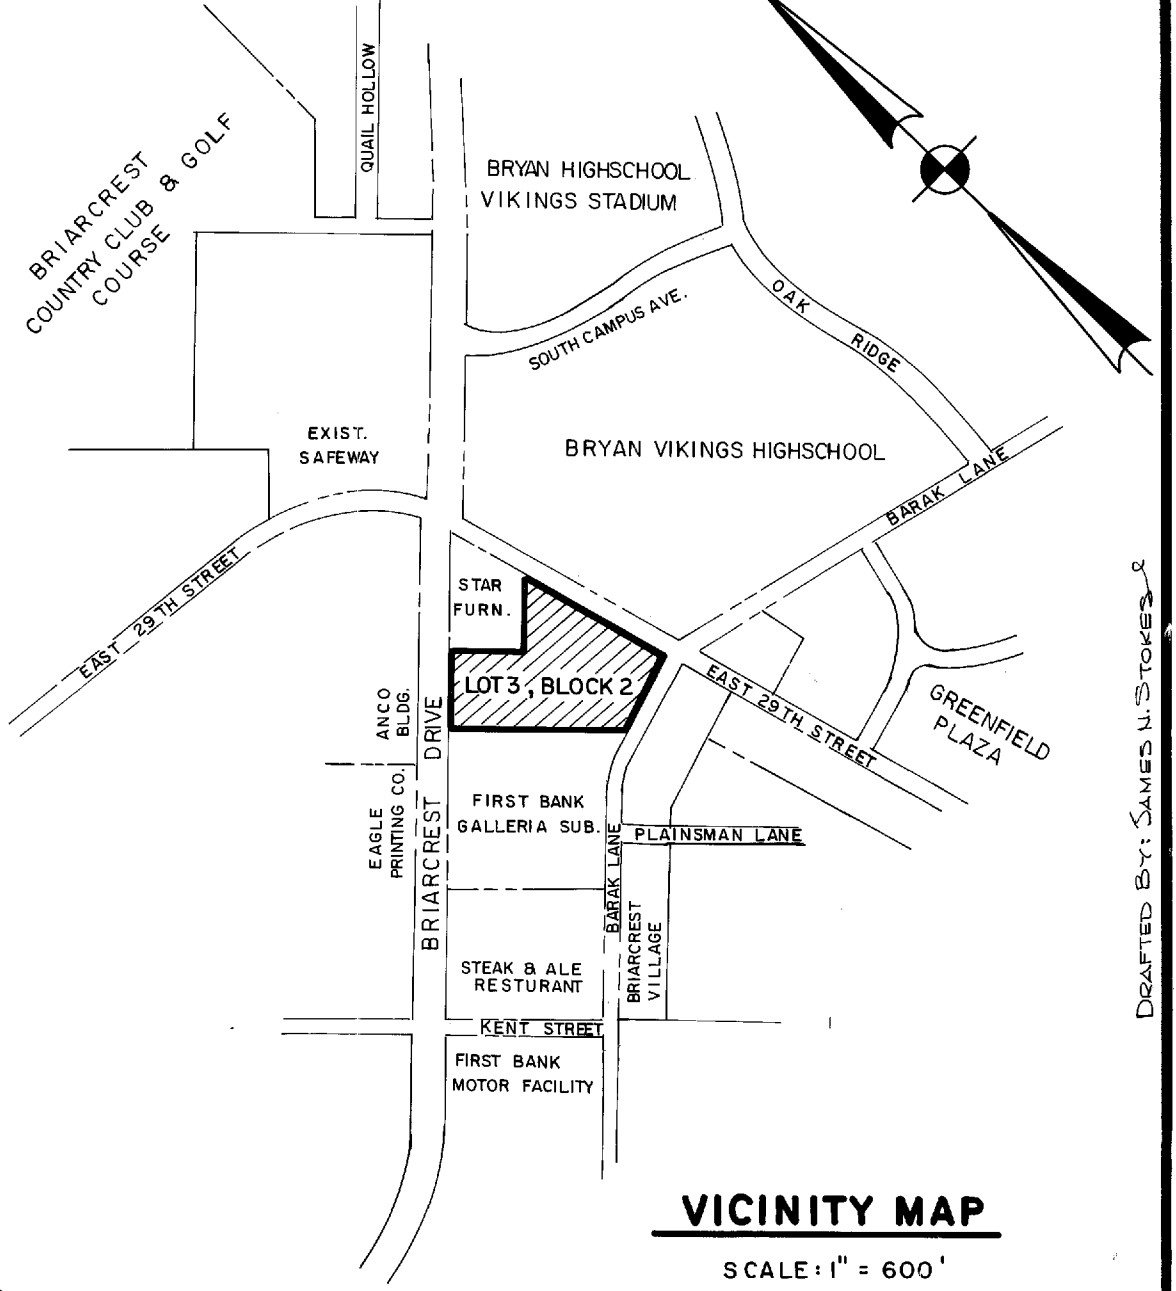 QUAIL HOLLOW
BRIARCREST
COUNTRY CLUB & GOLF
COURSE
BRYAN HIGHSCHOOL
VIKINGS STADIUM
SOUTH CAMPUS AVE.
OAK RIDGE
EXIST.
SAFEWAY
BRYAN VIKINGS HIGHSCHOOL
BARAK LANE
EAST 29TH STREET
STAR
FURN.
LOT 3, BLOCK 2
EAST 29TH STREET
GREENFIELD
PLAZA
ANCO
BLDG.
BRIARCREST DRIVE
EAGLE
PRINTING CO.
FIRST BANK
GALLERIA SUB.
BARAK LANE
PLAINSMAN LANE
BRIARCREST
VILLAGE
STEAK & ALE
RESTURANT
KENT STREET
FIRST BANK
MOTOR FACILITY
DRAFTED BY: JAMES N. STOKES
VICINITY MAP
SCALE: 1" = 600'